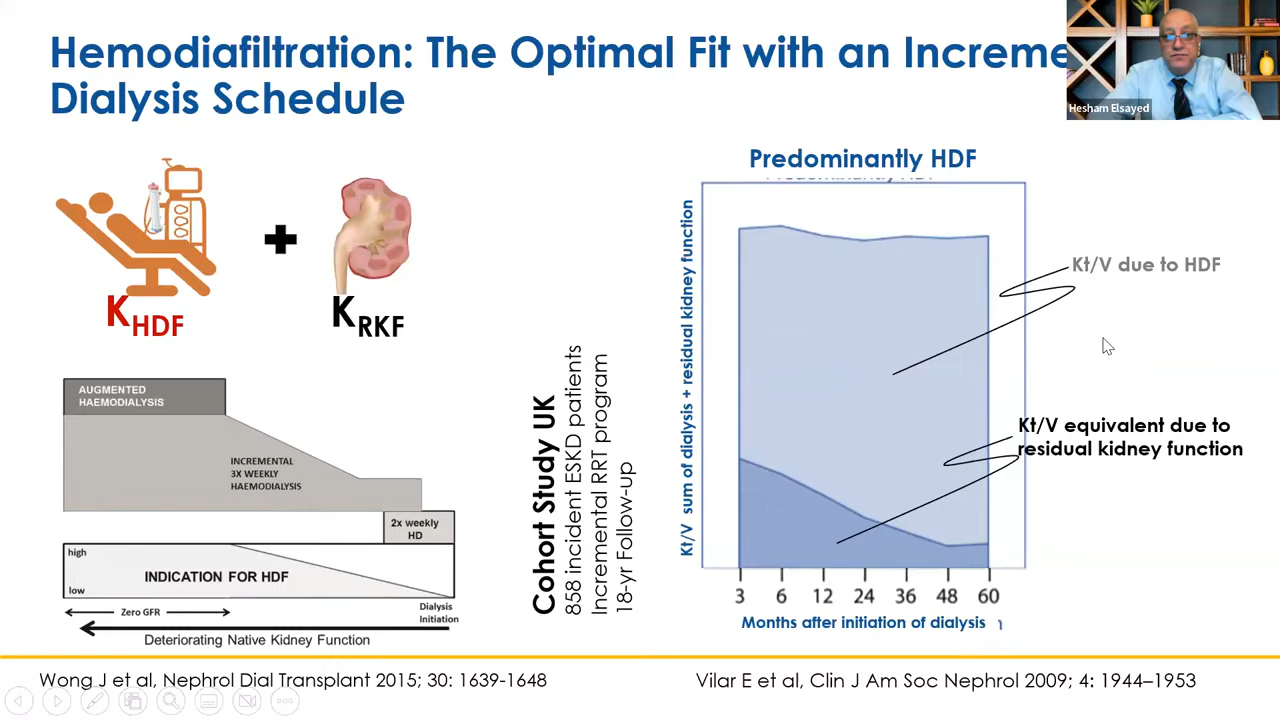 Hemodiafiltration: The Optimal Fit with an Increme
Dialysis Schedule
Hesham Elsayed
K HDF
K RKF
AUGMENTED
HAEMODIALYSIS
INCREMENTAL
3X WEEKLY
HAEMODIALYSIS
2x weekly
HD
high
low
INDICATION FOR HDF
Zero GFR
Dialysis
Initiation
Deteriorating Native Kidney Function
Cohort Study UK
858 incident ESKD patients
Incremental RRT program
18-yr Follow-up
Predominantly HDF
Kt/V sum of dialysis + residual kidney function
Kt/V due to HDF
Kt/V equivalent due to
residual kidney function
3 6 12 24 36 48 60
Months after initiation of dialysis
Wong J et al, Nephrol Dial Transplant 2015; 30: 1639-1648
Vilar E et al, Clin J Am Soc Nephrol 2009; 4: 1944–1953